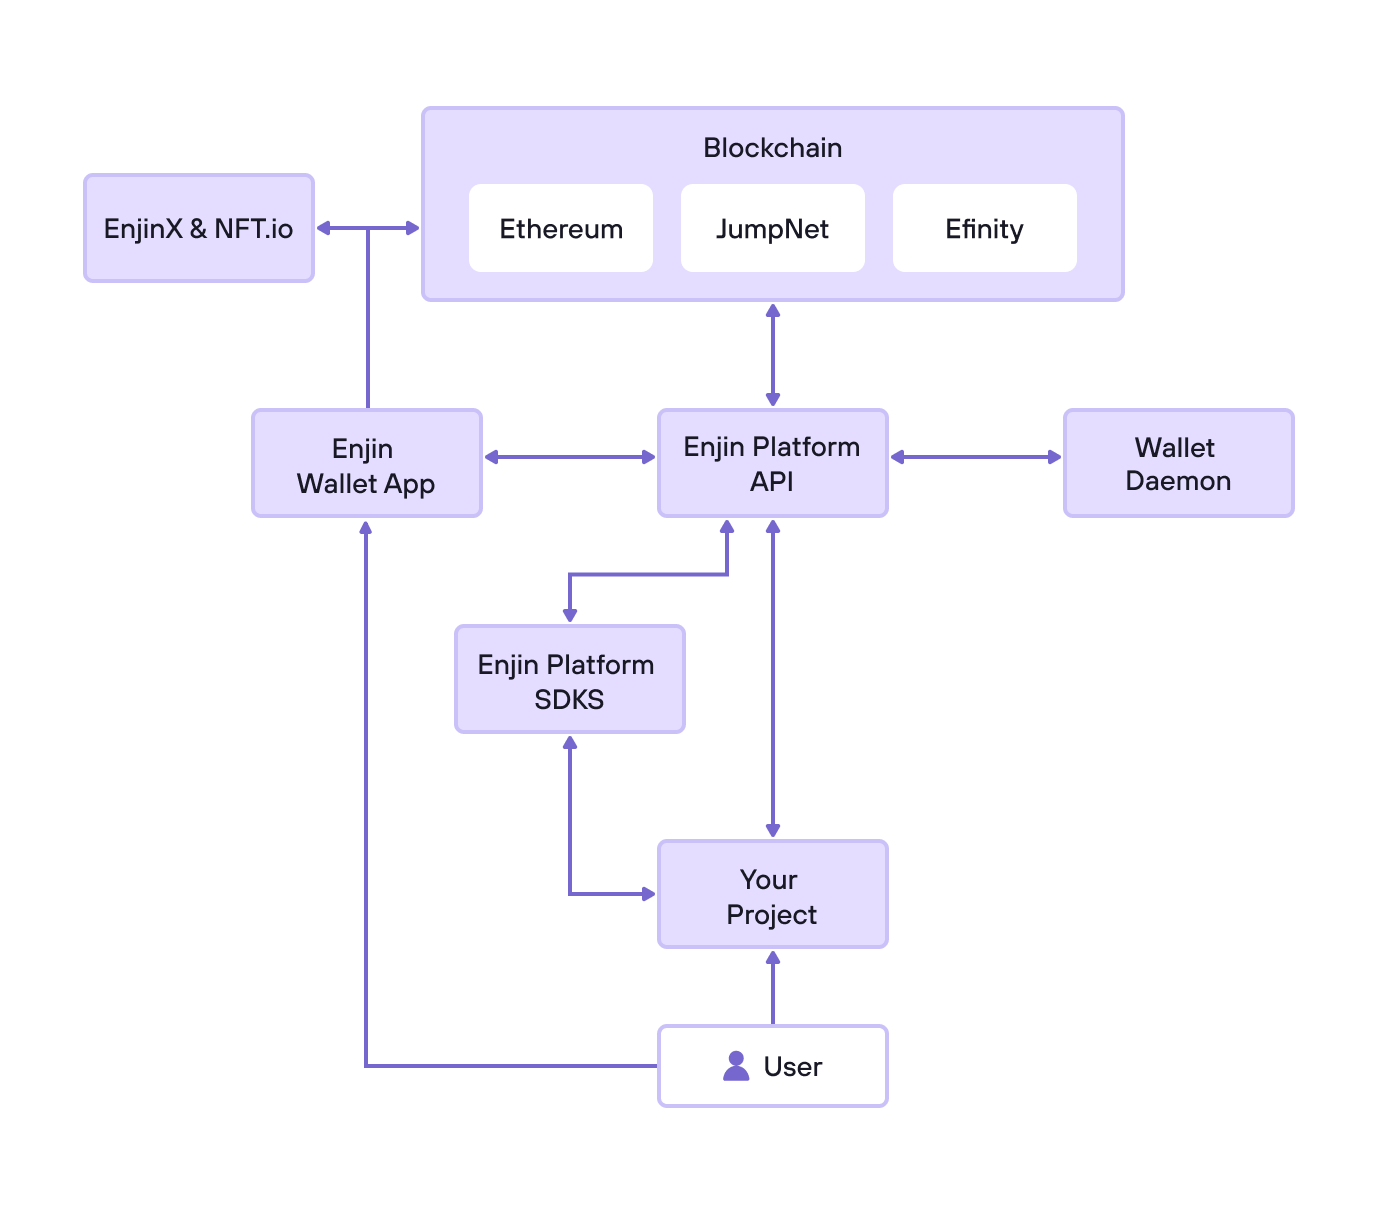 Blockchain
EnjinX & NFT.io
Ethereum
JumpNet
Efinity
Enjin
Wallet App
Enjin Platform
API
Wallet
Daemon
Enjin Platform
SDKS
Your
Project
User